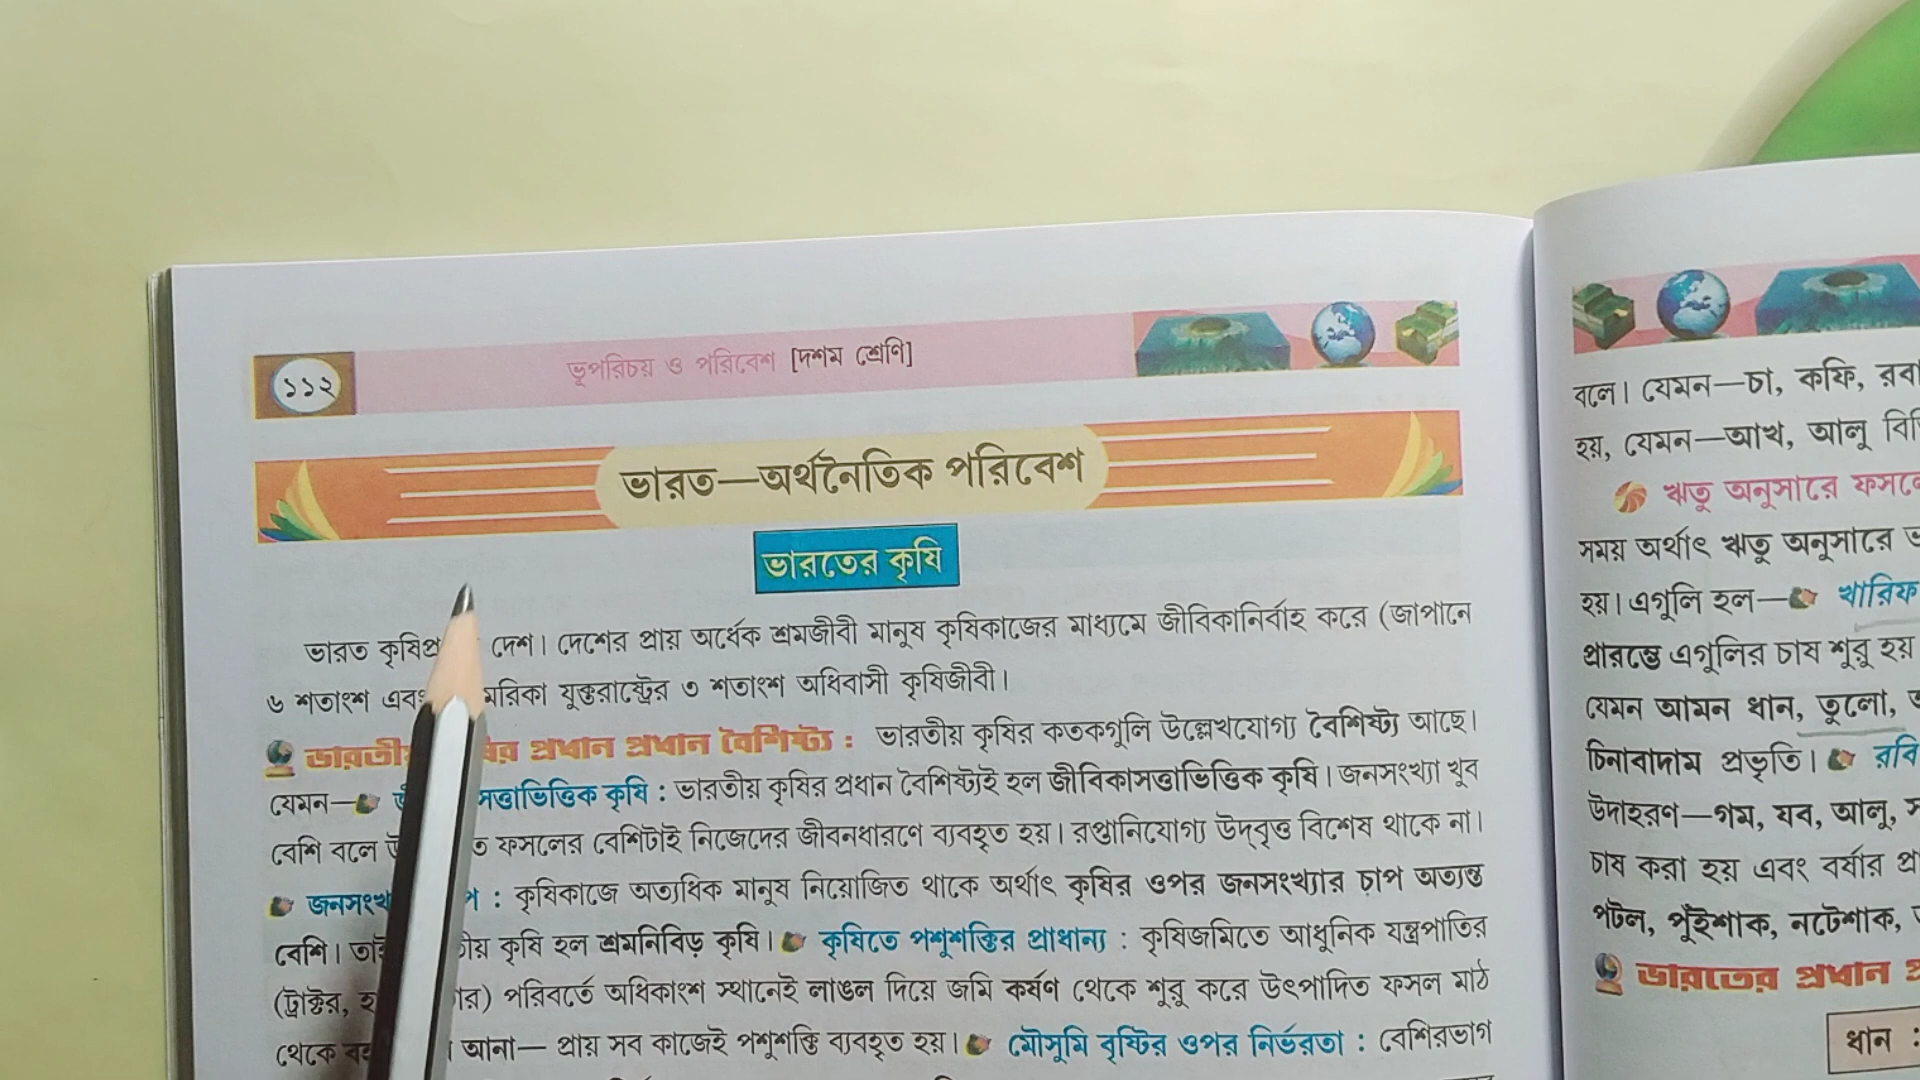 ১১২
ভূপরিচয় ও পরিবেশ [দশম শ্রেণি]
ভারত—অর্থনৈতিক পরিবেশ
ভারতের কৃষি
ভারত দেশ। দেশের প্রায় অর্ধেক শ্রমজীবী মানুষ কৃষিকাজের মাধ্যমে জীবিকানির্বাহ করে (জাপানে
৬ শতাংশ যুক্তরাষ্ট্রের ৩ শতাংশ অধিবাসী কৃষিজীবী।
প্রধান প্রধান বৈশিষ্ট্য : ভারতীয় কৃষির কতকগুলি উল্লেখযোগ্য বৈশিষ্ট্য আছে।
যেমন— কৃষি : ভারতীয় কৃষির প্রধান বৈশিষ্ট্যই হল জীবিকাসত্তাভিত্তিক কৃষি। জনসংখ্যা খুব
বেশি বলে ফসলের বেশিটাই নিজেদের জীবনধারণে ব্যবহৃত হয়। রপ্তানিযোগ্য উদ্‌বৃত্ত বিশেষ থাকে না।
: কৃষিকাজে অত্যধিক মানুষ নিয়োজিত থাকে অর্থাৎ কৃষির ওপর জনসংখ্যার চাপ অত্যন্ত
বেশি। কৃষি হল শ্রমনিবিড় কৃষি। কৃষিতে পশুশক্তির প্রাধান্য : কৃষিজমিতে আধুনিক যন্ত্রপাতির
(ট্রাক্টর, পরিবর্তে অধিকাংশ স্থানেই লাঙল দিয়ে জমি কর্ষণ থেকে শুরু করে উৎপাদিত ফসল মাঠ
থেকে আনা— প্রায় সব কাজেই পশুশক্তি ব্যবহৃত হয়। মৌসুমি বৃষ্টির ওপর নির্ভরতা : বেশিরভাগ
বলে। যেমন—চা, কফি,
হয়, যেমন—আখ, আলু
ঋতু অনুসারে
সময় অর্থাৎ ঋতু অনুসারে
হয়। এগুলি হল— খারিফ
প্রারম্ভে এগুলির চাষ শুরু হয়
যেমন আমন ধান, তুলো,
চিনাবাদাম প্রভৃতি। রবি
উদাহরণ—গম, যব, আলু,
চাষ করা হয় এবং বর্ষার
পটল, পুঁইশাক, নটেশাক,
ভারতের প্রধান
ধান :